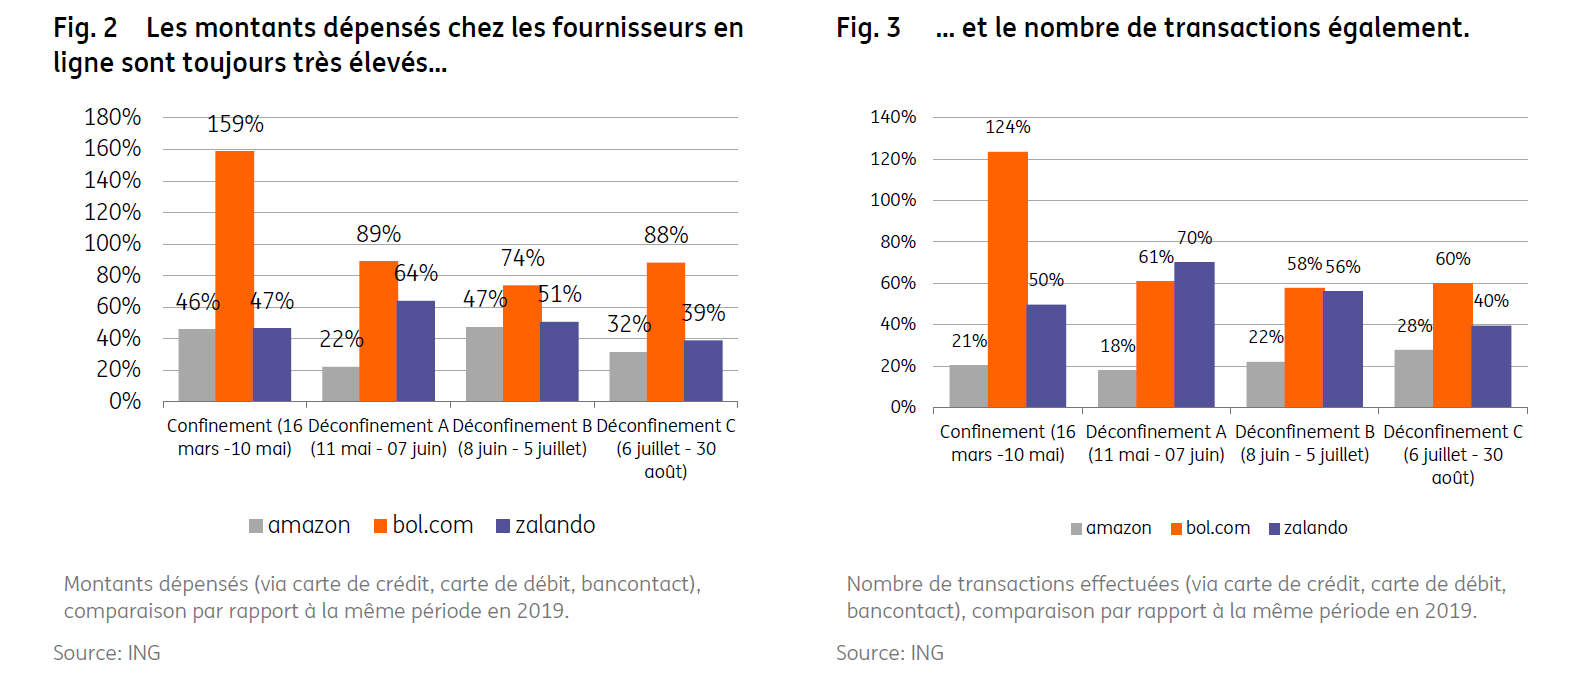 Fig. 2 Les montants dépensés chez les fournisseurs en
ligne sont toujours très élevés...
180%
160%
140%
120%
100%
80%
60%
40%
20%
0%
159%
46%
47%
89%
22%
64%
74%
47%
51%
88%
32%
39%
Confinement (16
mars -10 mai)
Déconfinement A
(11 mai - 07 juin)
Déconfinement B
(8 juin - 5 juillet)
Déconfinement C
(6 juillet - 30
août)
amazon bol.com zalando
Montants dépensés (via carte de crédit, carte de débit, bancontact),
comparaison par rapport à la même période en 2019.
Source: ING
Fig. 3 ... et le nombre de transactions également.
140%
120%
100%
80%
60%
40%
20%
0%
124%
21%
50%
61%
18%
70%
58%
22%
56%
60%
28%
40%
Confinement (16
mars -10 mai)
Déconfinement A
(11 mai - 07 juin)
Déconfinement B
(8 juin - 5 juillet)
Déconfinement C
(6 juillet - 30
août)
amazon bol.com zalando
Nombre de transactions effectuées (via carte de crédit, carte de débit,
bancontact), comparaison par rapport à la même période en 2019.
Source: ING